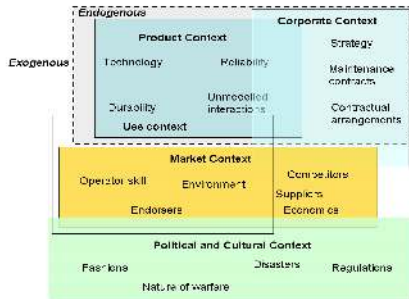 Endogenous
Corporate Context
Product Context
Strategy
Exogenous
Technology
Reliability
Maintenance
contracts
Durability
Unmodelled
interactions
Contractual
arrangements
Use context
Market Context
Operator skill
Environment
Competitors
Suppliers
Endorsers
Economics
Political and Cultural Context
Fashions
Disasters
Regulations
Nature of warfare